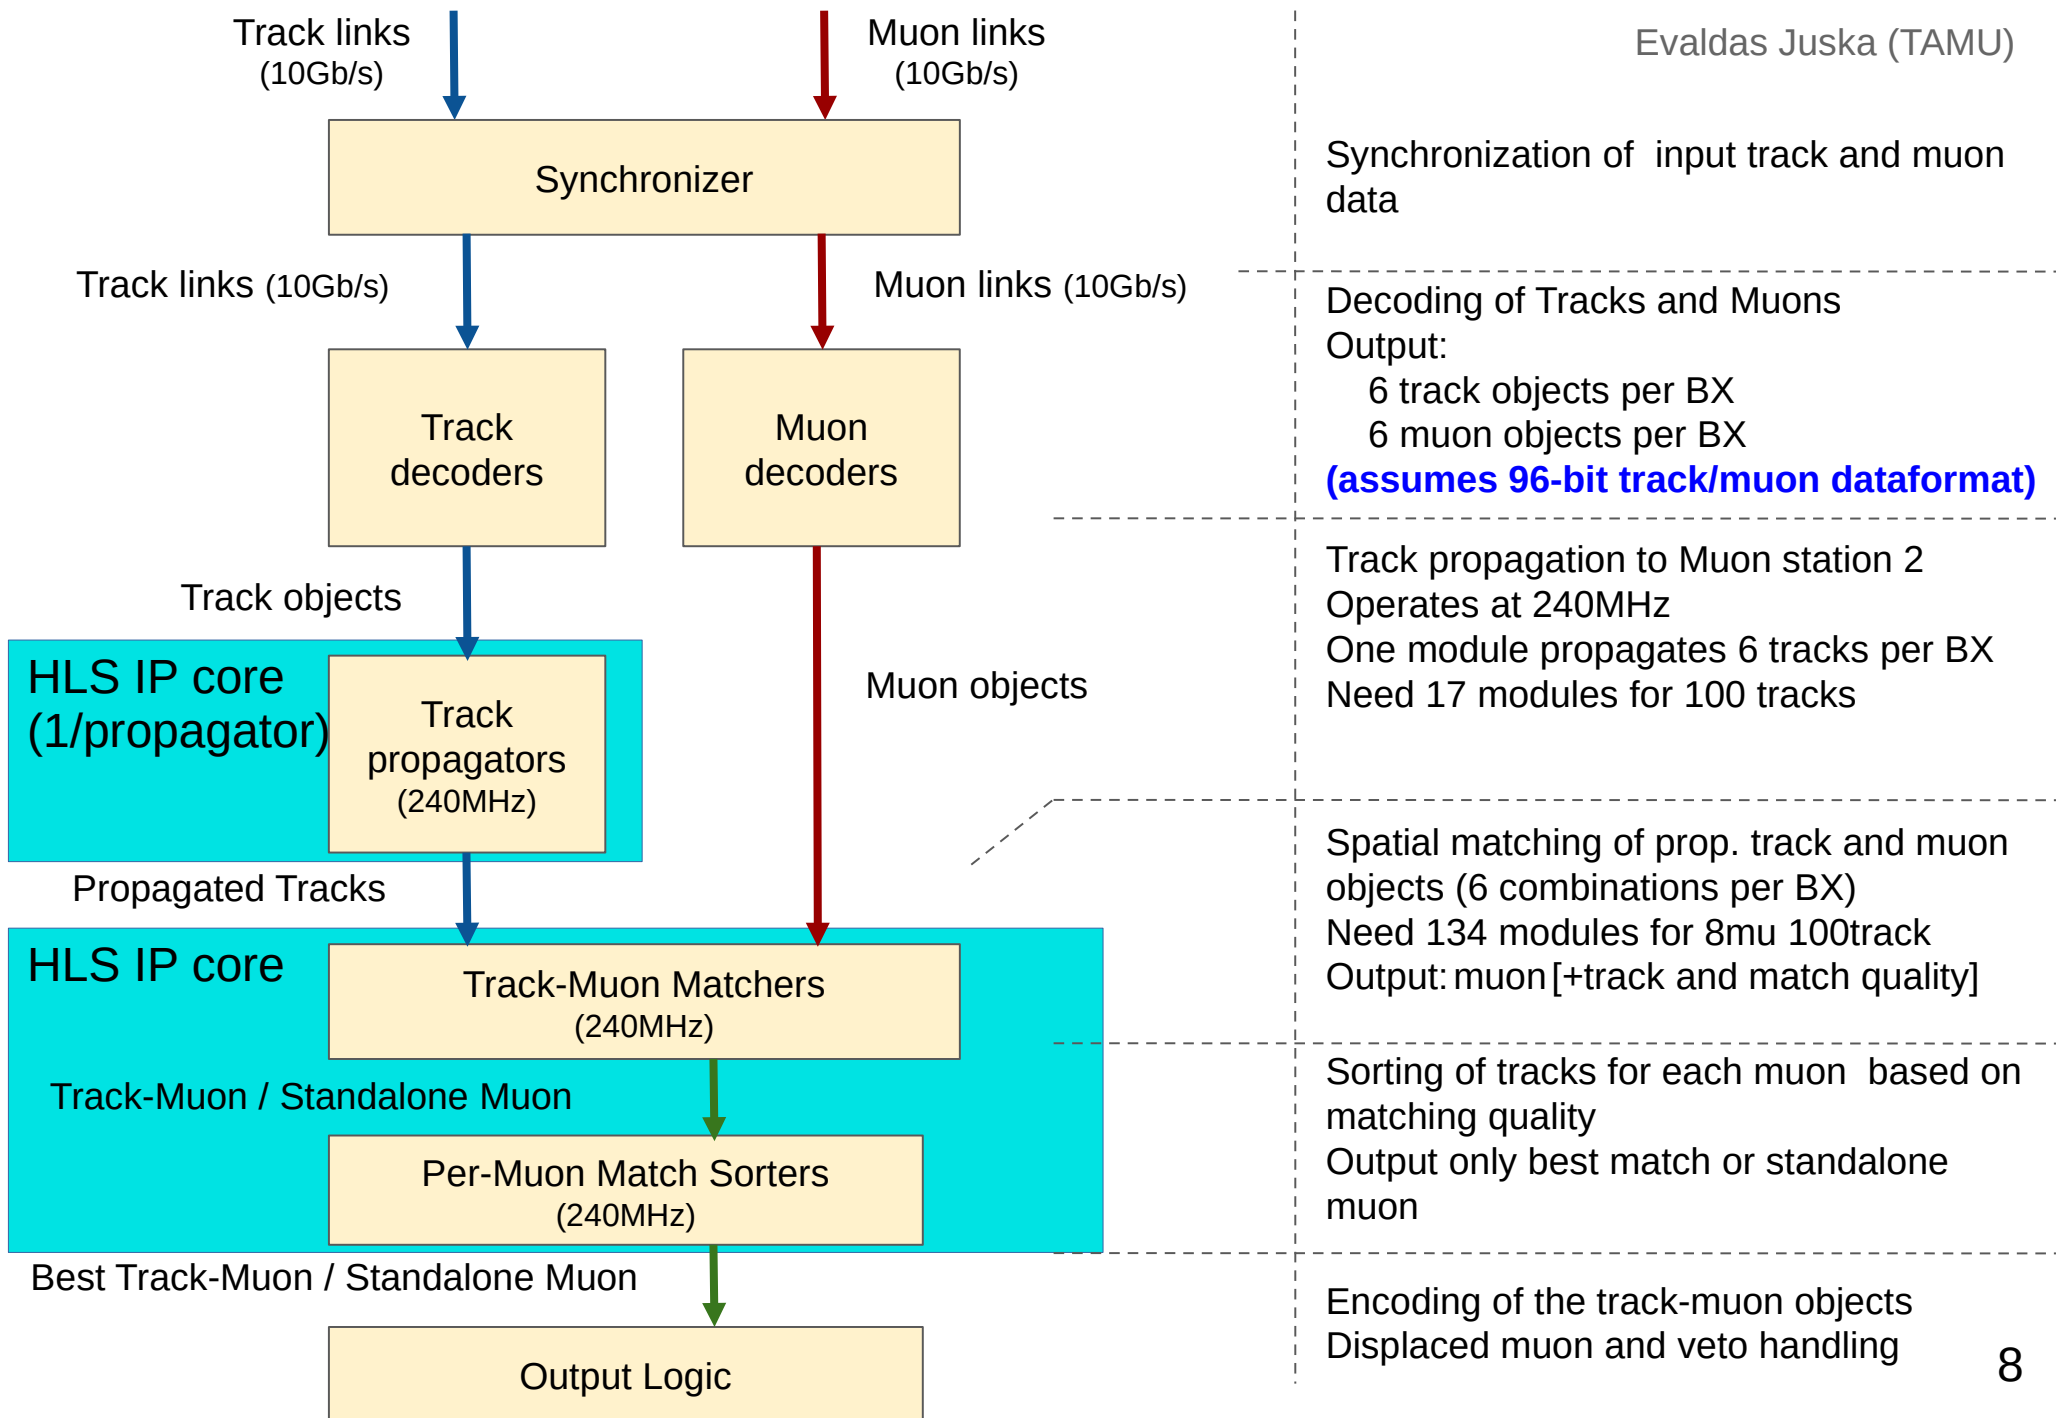 Track links
(10Gb/s)
Muon links
(10Gb/s)
Evaldas Juska (TAMU)
Synchronizer
Synchronization of input track and muon
data
Track links (10Gb/s)
Muon links (10Gb/s)
Decoding of Tracks and Muons
Output:
6 track objects per BX
6 muon objects per BX
(assumes 96-bit track/muon dataformat)
Track
decoders
Muon
decoders
Track objects
Track propagation to Muon station 2
Operates at 240MHz
One module propagates 6 tracks per BX
Need 17 modules for 100 tracks
HLS IP core
(1/propagator)
Track
propagators
(240MHz)
Muon objects
Propagated Tracks
Spatial matching of prop. track and muon
objects (6 combinations per BX)
Need 134 modules for 8mu 100track
Output: muon [+track and match quality]
HLS IP core
Track-Muon Matchers
(240MHz)
Track-Muon / Standalone Muon
Sorting of tracks for each muon based on
matching quality
Output only best match or standalone
muon
Per-Muon Match Sorters
(240MHz)
Best Track-Muon / Standalone Muon
Encoding of the track-muon objects
Displaced muon and veto handling
Output Logic
8